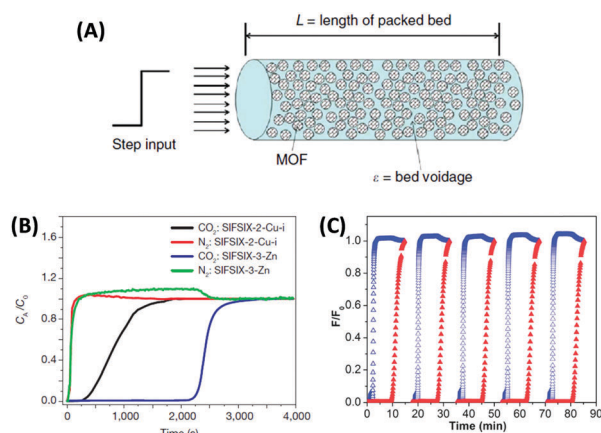 (A)
L = length of packed bed
Step input
MOF
ε = bed voidage
(B)
CO₂: SIFSIX-2-Cu-i
N₂: SIFSIX-2-Cu-i
CO₂: SIFSIX-3-Zn
N₂: SIFSIX-3-Zn
C_A/C₀
1.6
1.2
0.8
0.4
0
0 1,000 2,000 3,000 4,000
(C)
F/F
1.0
0.8
0.6
0.4
0.2
0.0
0 10 20 30 40 50 60 70 80 90
Time (min)